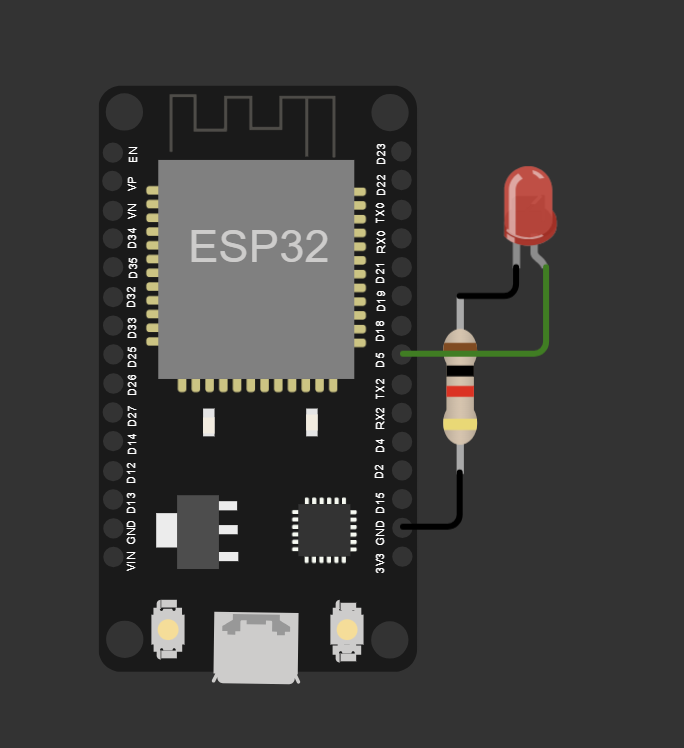 ESP32
EN
VP
VN
D34
D35
D32
D33
D25
D26
D27
D14
D12
D13
GND
VIN
D23
D22
TX0
RX0
D21
D19
D18
D5
TX2
RX2
D4
D2
D15
GND
3V3